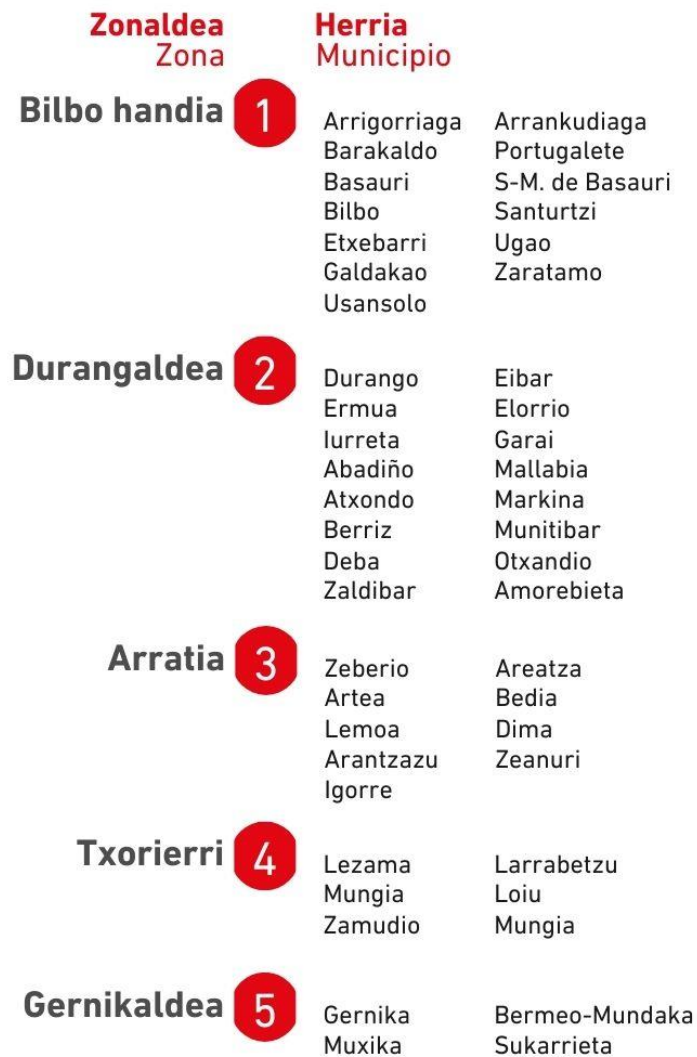 Zonaldea Herria
Zona Municipio
Bilbo handia 1
Arrigorriaga Arrankudiaga
Barakaldo Portugalete
Basauri S-M. de Basauri
Bilbo Santurtzi
Etxebarri Ugao
Galdakao Zaratamo
Usansolo
Durangaldea 2
Durango Eibar
Ermua Elorrio
Iurreta Garai
Abadiño Mallabia
Atxondo Markina
Berriz Munitibar
Deba Otxandio
Zaldibar Amorebieta
Arratia 3
Zeberio Areatza
Artea Bedia
Lemoa Dima
Arantzazu Zeanuri
Igorre
Txorierri 4
Lezama Larrabetzu
Mungia Loiu
Zamudio Mungia
Gernikaldea 5
Gernika Bermeo-Mundaka
Muxika Sukarrieta